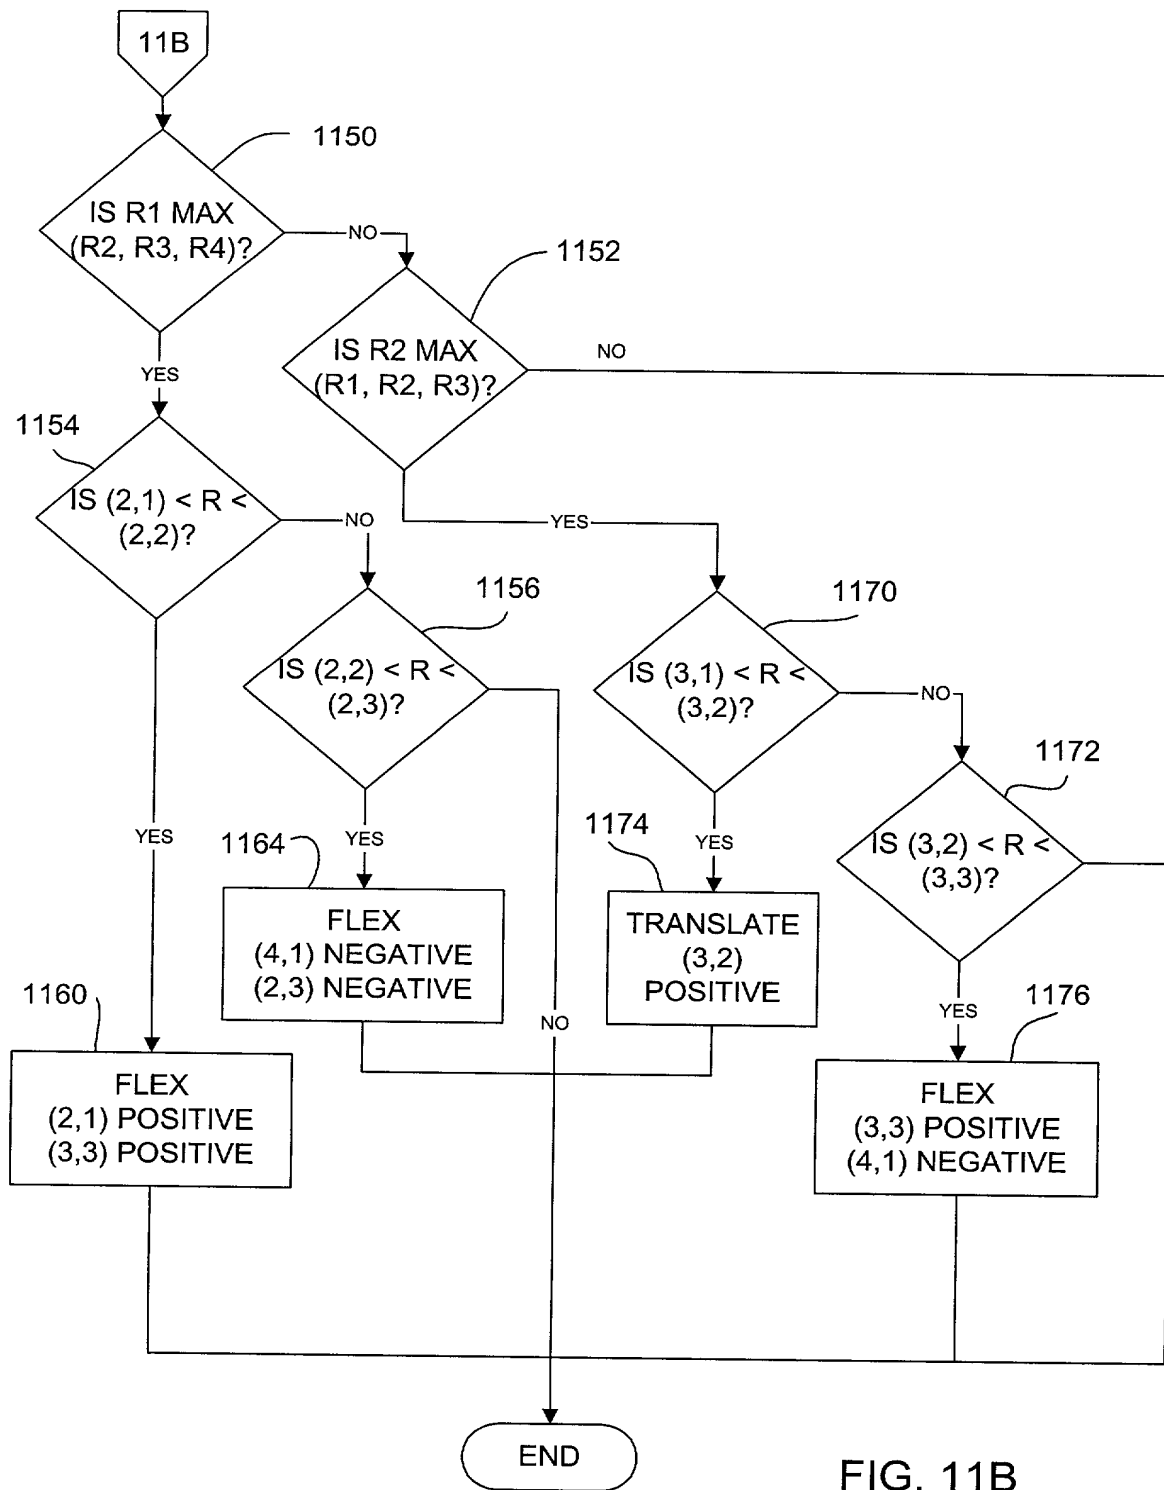 11B
1150
IS R1 MAX
(R2, R3, R4)?
NO
1152
IS R2 MAX
(R1, R2, R3)?
NO
YES
1154
IS (2,1) < R <
(2,2)?
NO
YES
1156
IS (2,2) < R <
(2,3)?
1170
IS (3,1) < R <
(3,2)?
NO
1172
IS (3,2) < R <
(3,3)?
YES
YES
YES
1164
FLEX
(4,1) NEGATIVE
(2,3) NEGATIVE
1174
TRANSLATE
(3,2)
POSITIVE
YES
NO
1160
FLEX
(2,1) POSITIVE
(3,3) POSITIVE
1176
FLEX
(3,3) POSITIVE
(4,1) NEGATIVE
END
FIG. 11B